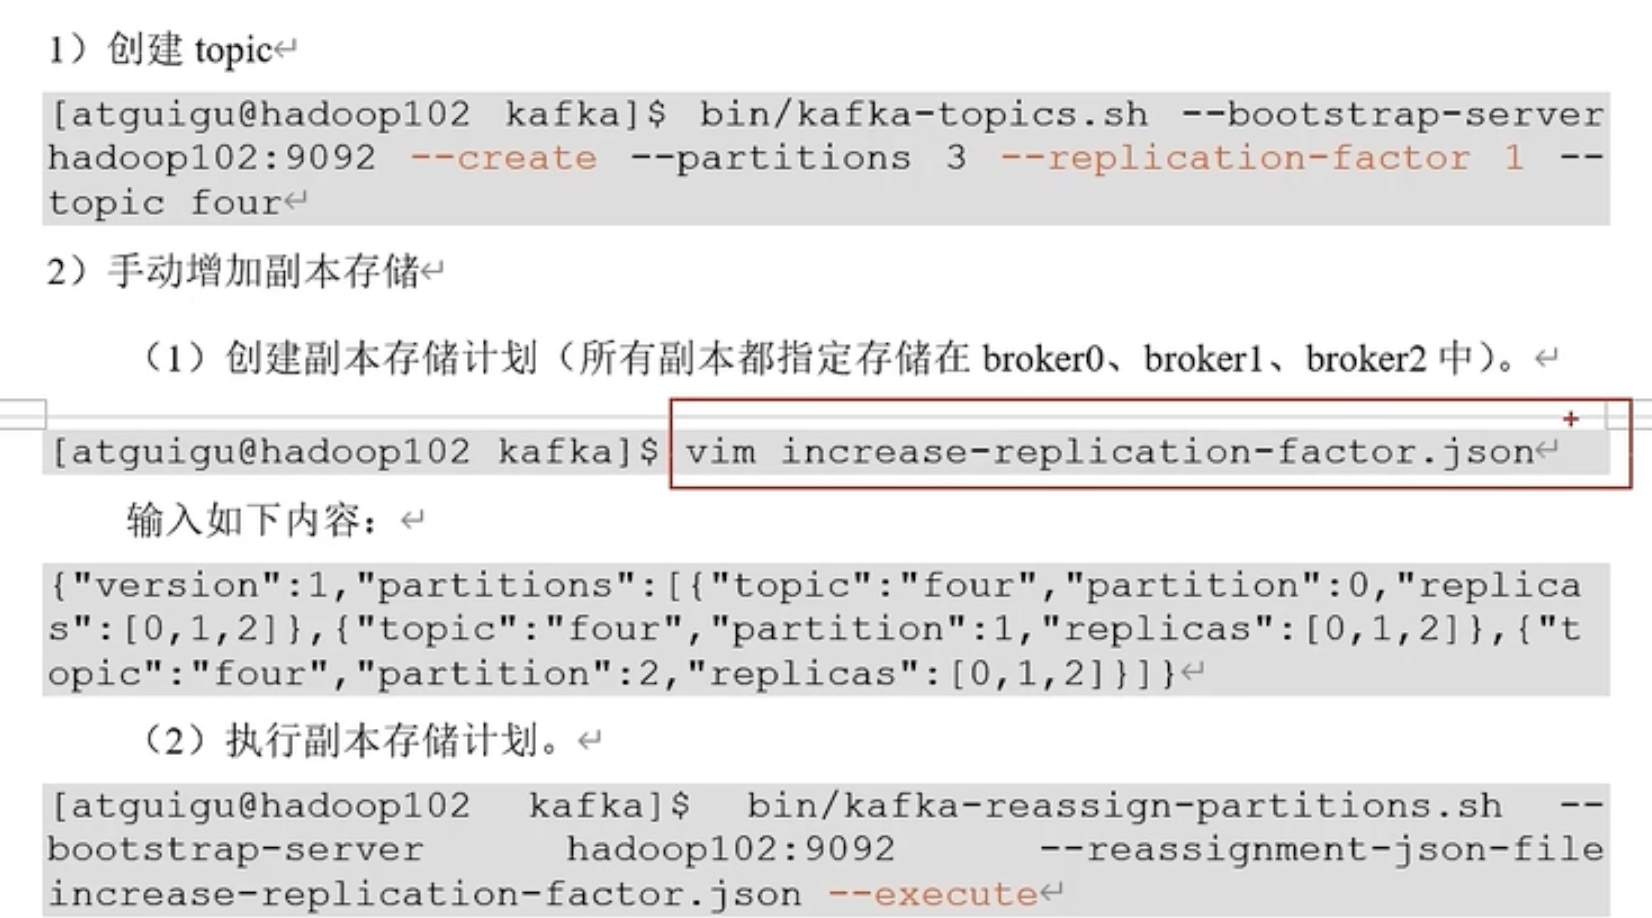 1）创建 topic↵
[atguigu@hadoop102 kafka]$ bin/kafka-topics.sh --bootstrap-server
hadoop102:9092 --create --partitions 3 --replication-factor 1 --
topic four↵
2）手动增加副本存储↵
（1）创建副本存储计划（所有副本都指定存储在 broker0、broker1、broker2 中）。↵
[atguigu@hadoop102 kafka]$ vim increase-replication-factor.json↵
输入如下内容：↵
{"version":1,"partitions":[{"topic":"four","partition":0,"replica
s":[0,1,2]},{"topic":"four","partition":1,"replicas":[0,1,2]},{"t
opic":"four","partition":2,"replicas":[0,1,2]}]}↵
（2）执行副本存储计划。↵
[atguigu@hadoop102 kafka]$ bin/kafka-reassign-partitions.sh --
bootstrap-server hadoop102:9092 --reassignment-json-file
increase-replication-factor.json --execute↵